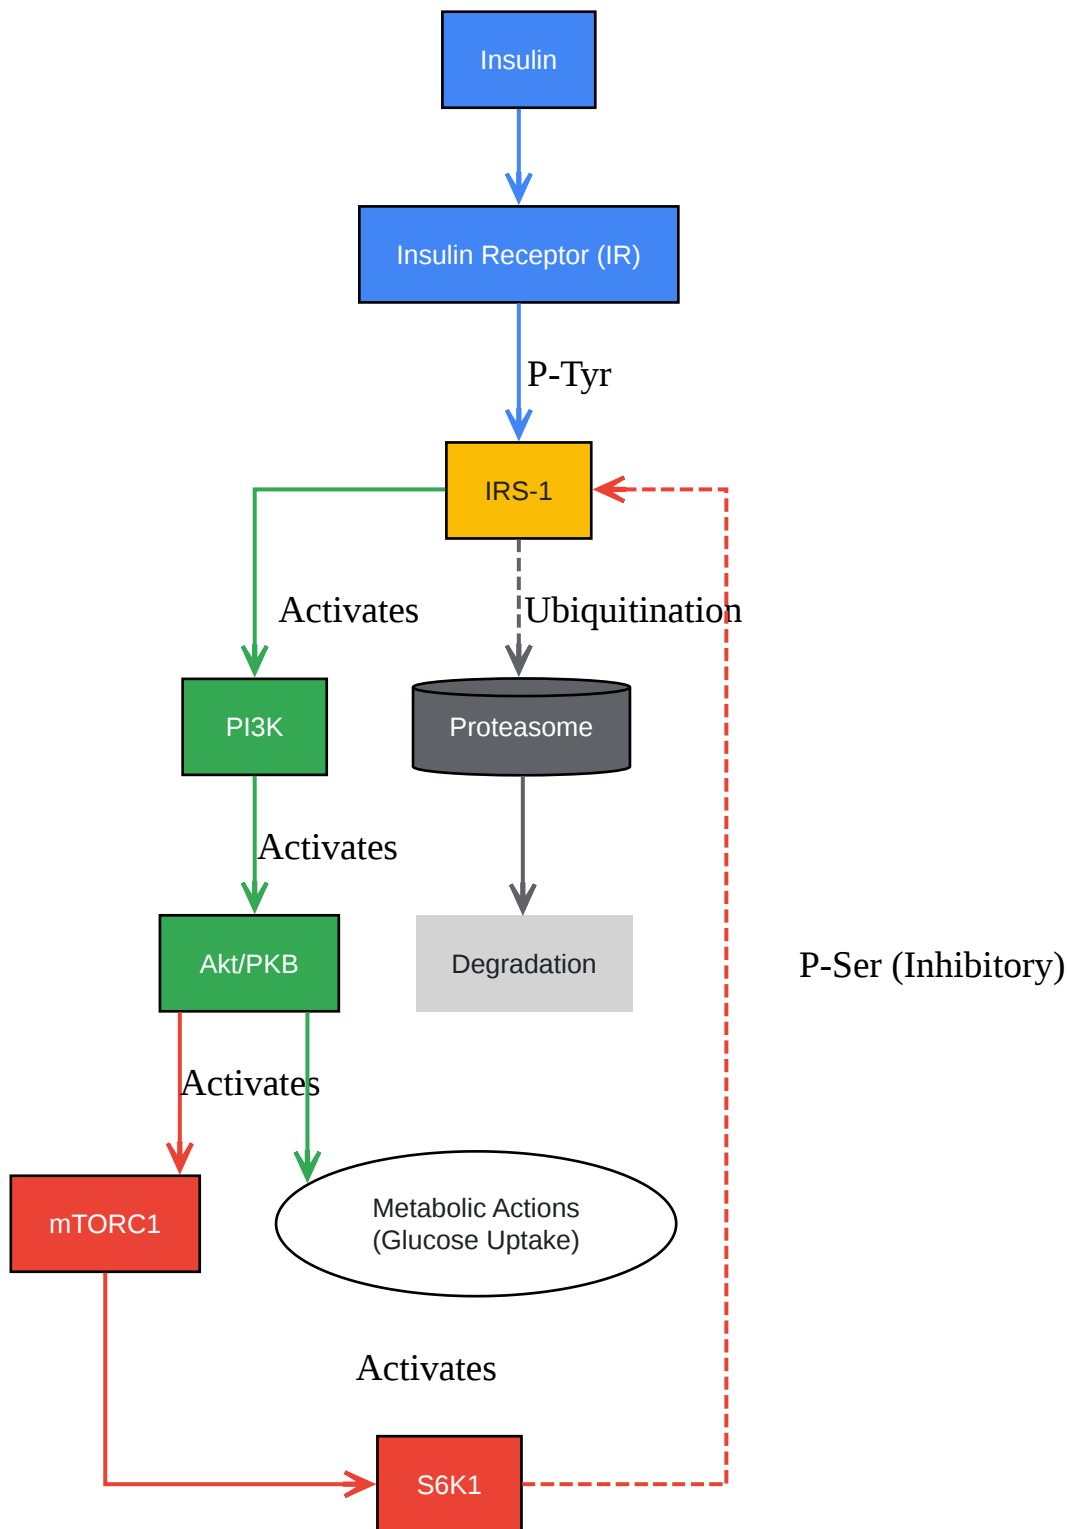 Insulin
Insulin Receptor (IR)
P-Tyr
IRS-1
Activates
Ubiquitination
PI3K
Proteasome
Activates
Akt/PKB
Degradation
P-Ser (Inhibitory)
Activates
mTORC1
Metabolic Actions
(Glucose Uptake)
Activates
S6K1